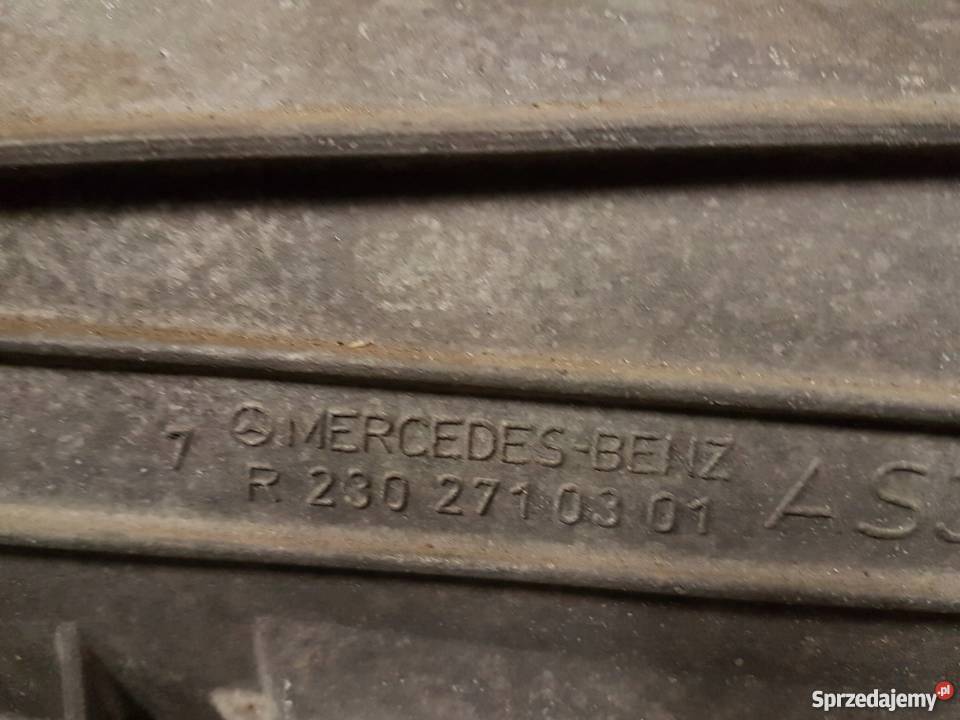 7 MERCEDES-BENZ
R 230 271 03 01
Sprzedajemy.pl